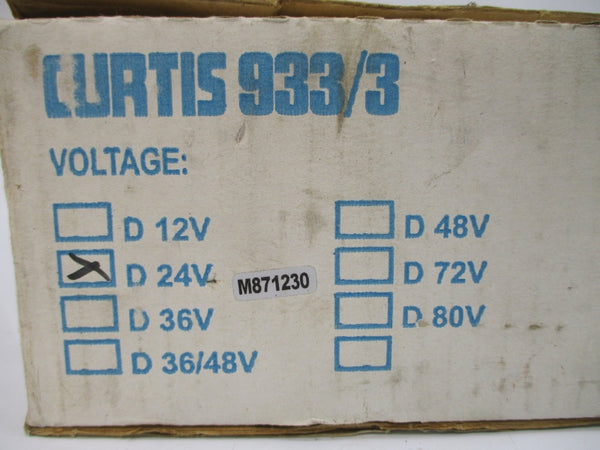 CURTIS 933/3
VOLTAGE:
D 12V
D 24V
D 36V
D 36/48V
M871230
D 48V
D 72V
D 80V